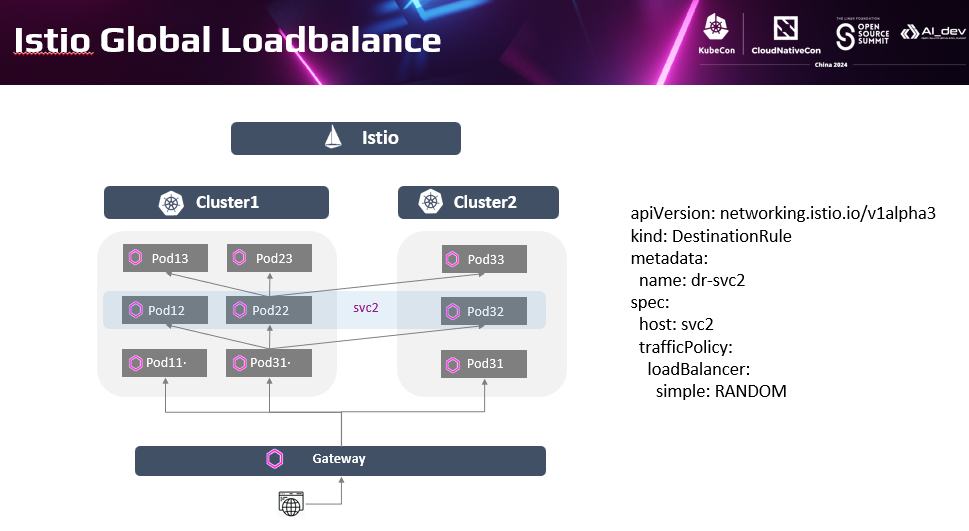 Istio Global Loadbalance
KubeCon
CloudNativeCon
THE LINUX FOUNDATION
OPEN
SOURCE
SUMMIT
AI_dev
China 2024
Istio
Cluster1
Cluster2
Pod13
Pod23
Pod33
Pod12
Pod22
svc2
Pod32
Pod11·
Pod31·
Pod31
Gateway
apiVersion: networking.istio.io/v1alpha3
kind: DestinationRule
metadata:
  name: dr-svc2
spec:
  host: svc2
  trafficPolicy:
    loadBalancer:
      simple: RANDOM